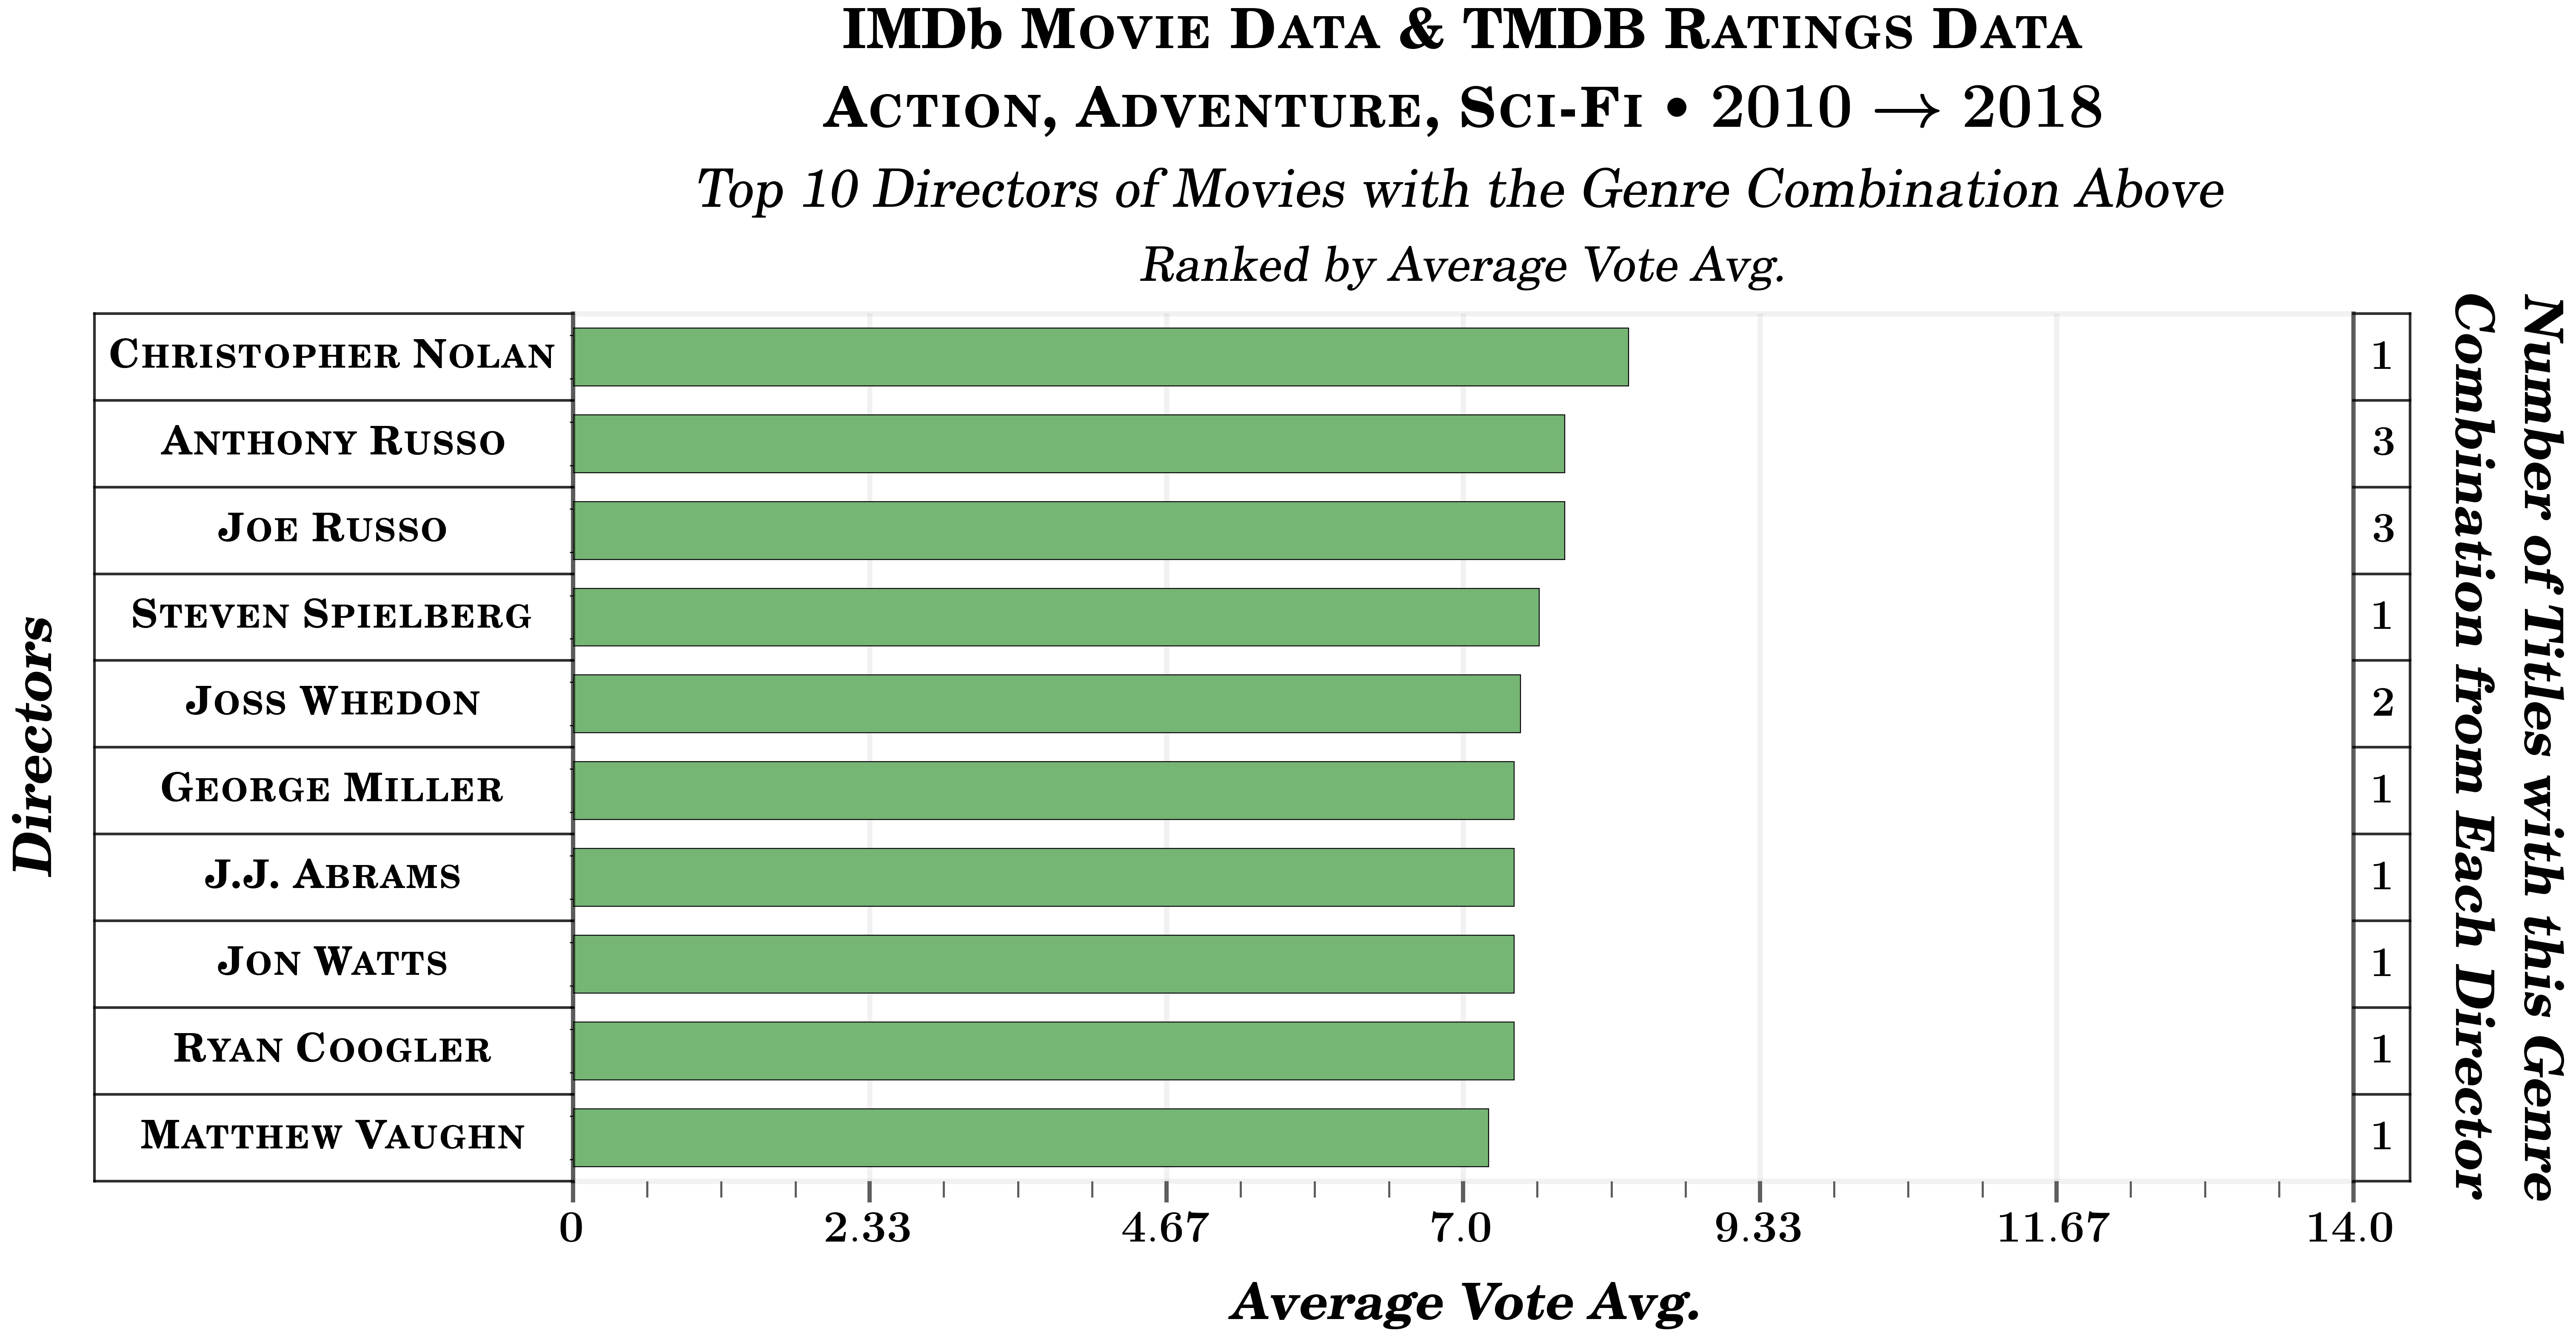 IMDb Movie Data & TMDB Ratings Data
Action, Adventure, Sci-Fi • 2010 → 2018
Top 10 Directors of Movies with the Genre Combination Above
Ranked by Average Vote Avg.
Directors
Christopher Nolan 1
Anthony Russo 3
Joe Russo 3
Steven Spielberg 1
Joss Whedon 2
George Miller 1
J.J. Abrams 1
Jon Watts 1
Ryan Coogler 1
Matthew Vaughn 1
Number of Titles with this Genre
Combination from Each Director
0 2.33 4.67 7.0 9.33 11.67 14.0
Average Vote Avg.